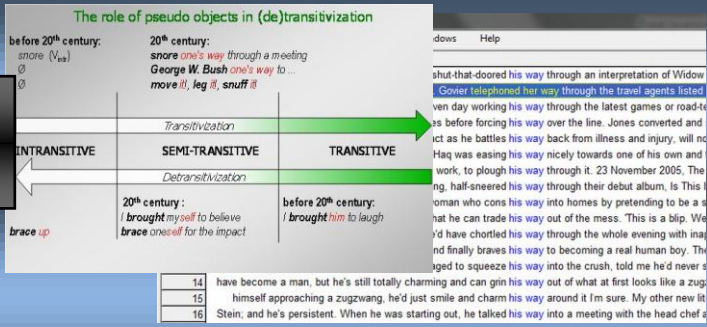 The role of pseudo objects in (de)transitivization
before 20th century:
snore (Vintr)
Ø
Ø
20th century:
snore one's way through a meeting
George W. Bush one's way to ...
move it!, leg it!, snuff it!
Transitivization
INTRANSITIVE SEMI-TRANSITIVE TRANSITIVE
Detransitivization
brace up
20th century :
I brought myself to believe
brace oneself for the impact
before 20th century:
I brought him to laugh
dows Help
shut-that-doored his way through an interpretation of Widow
. Govier telephoned her way through the travel agents listed
ven day working his way through the latest games or road-te
es before forcing his way over the line. Jones converted and
act as he battles his way back from illness and injury, will no
Haq was easing his way nicely towards one of his own and
work, to plough his way through it. 23 November 2005, The
ng, half-sneered his way through their debut album, Is This I
oman who cons his way into homes by pretending to be a s
hat he can trade his way out of the mess. 'This is a blip. We
e'd have chortled his way through the whole evening with inap
nd finally braves his way to becoming a real human boy. The
aged to squeeze his way into the crush, told me he'd never s
14 have become a man, but he's still totally charming and can grin his way out of what at first looks like a zugz
15 himself approaching a zugzwang, he'd just smile and charm his way around it I'm sure. My other new lit
16 Stein; and he's persistent. When he was starting out, he talked his way into a meeting with the head chef a